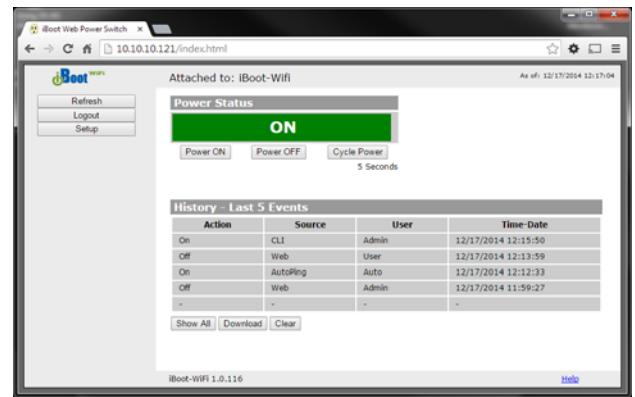 iBoot Web Power Switch
10.10.10.121/index.html
iBoot WiFi
Attached to: iBoot-Wifi
As of: 12/17/2014 12:17:04
Refresh
Logout
Setup
Power Status
ON
Power ON Power OFF Cycle Power
5 Seconds
History - Last 5 Events
Action Source User Time-Date
On CLI Admin 12/17/2014 12:15:50
Off Web User 12/17/2014 12:13:59
On AutoPing Auto 12/17/2014 12:12:33
Off Web Admin 12/17/2014 11:59:27
- - - -
Show All Download Clear
iBoot-WiFi 1.0.116
Help